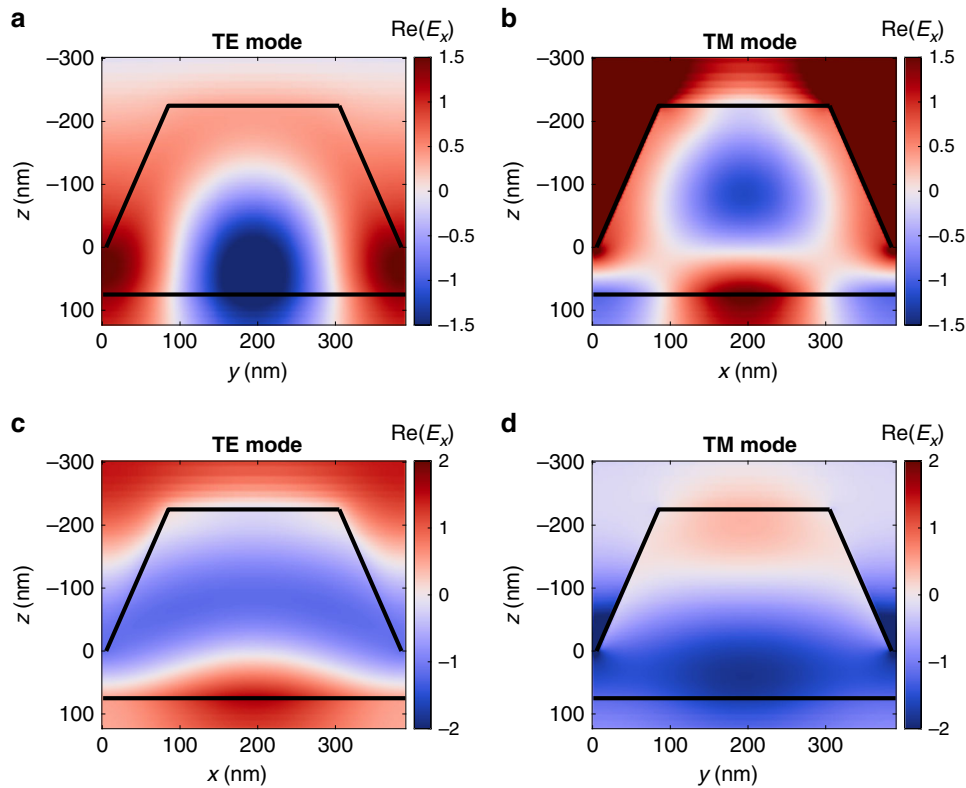 a
TE mode
Re(Eₓ)
–300
–200
–100
0
100
z (nm)
0 100 200 300
y (nm)
1.5
1
0.5
0
–0.5
–1
–1.5
b
TM mode
Re(Eₓ)
–300
–200
–100
0
100
z (nm)
0 100 200 300
x (nm)
1.5
1
0.5
0
–0.5
–1
–1.5
c
TE mode
Re(Eₓ)
–300
–200
–100
0
100
z (nm)
0 100 200 300
x (nm)
2
1
0
–1
–2
d
TM mode
Re(Eₓ)
–300
–200
–100
0
100
z (nm)
0 100 200 300
y (nm)
2
1
0
–1
–2